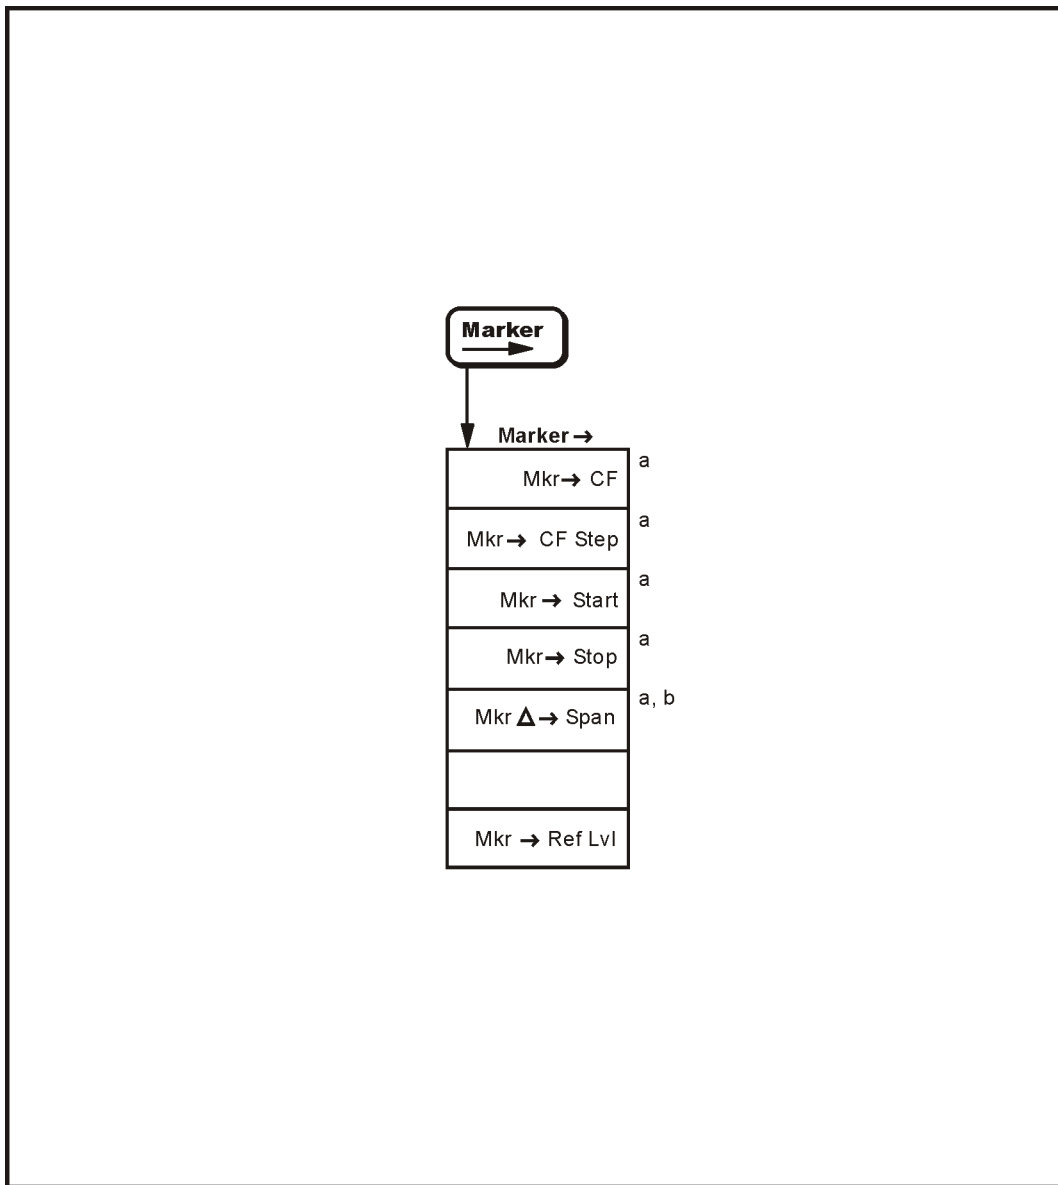 Marker
Marker →
Mkr → CF
a
Mkr → CF Step
a
Mkr → Start
a
Mkr → Stop
a
Mkr Δ → Span
a, b
Mkr → Ref Lvl